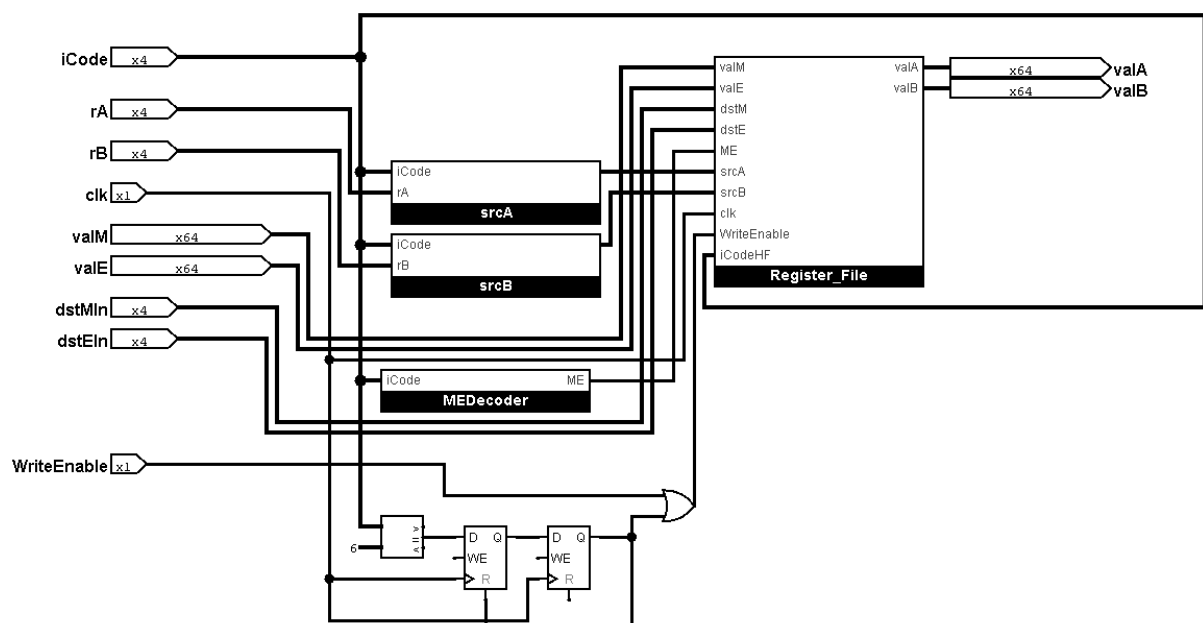 iCode x4
rA x4
rB x4
clk x1
valM x64
valE x64
dstMIn x4
dstEIn x4
WriteEnable x1
iCode
rA
srcA
iCode
rB
srcB
iCode ME
MEDecoder
valM valA
valE valB
dstM
dstE
ME
srcA
srcB
clk
WriteEnable
iCodeHF
Register_File
x64 valA
x64 valB
6
>
=
<
D Q
WE
R
D Q
WE
R